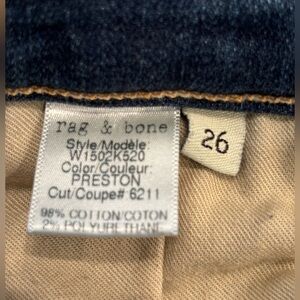 rag & bone
Style/Modèle:
W1502K520
Color/Couleur:
PRESTON
Cut/Coupe# 6211
98% COTTON/COTON
2% POLYURETHANE
26